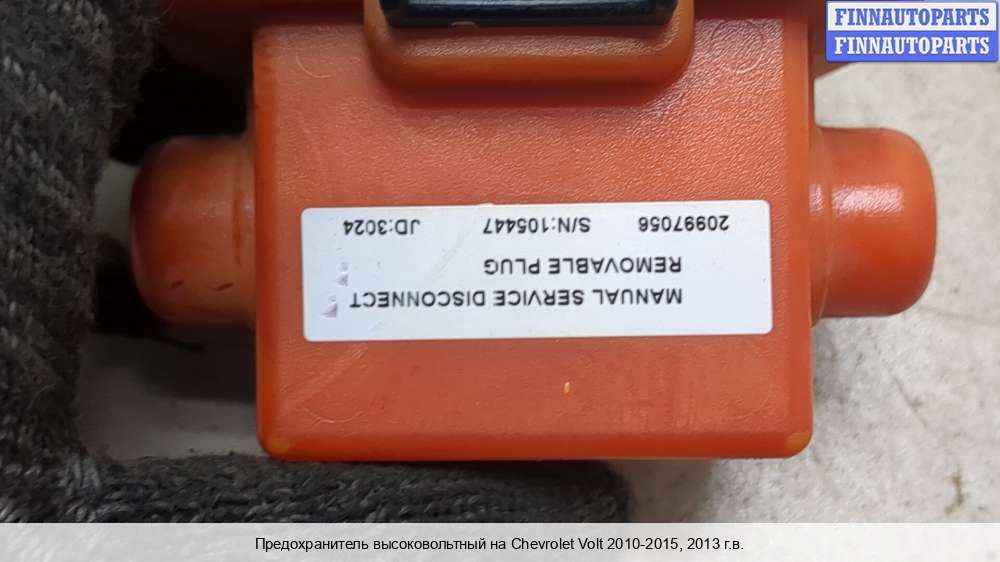 FINNAUTOPARTS
FINNAUTOPARTS
MANUAL SERVICE DISCONNECT
REMOVABLE PLUG
20997056 S/N:105447 JD:3024
Предохранитель высоковольтный на Chevrolet Volt 2010-2015, 2013 г.в.